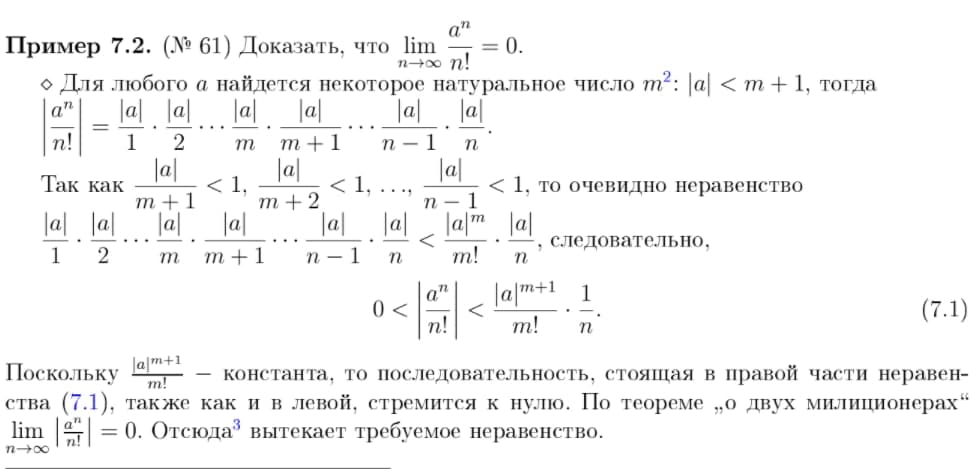 Пример 7.2. (№ 61) Доказать, что $\lim\limits_{n\to\infty} \frac{a^n}{n!} = 0$.
⋄ Для любого $a$ найдется некоторое натуральное число $m^2$: $|a| < m + 1$, тогда
$\left|\frac{a^n}{n!}\right| = \frac{|a|}{1} \cdot \frac{|a|}{2} \cdots \frac{|a|}{m} \cdot \frac{|a|}{m+1} \cdots \frac{|a|}{n-1} \cdot \frac{|a|}{n}$.
Так как $\frac{|a|}{m+1} < 1$, $\frac{|a|}{m+2} < 1$, …, $\frac{|a|}{n-1} < 1$, то очевидно неравенство
$\frac{|a|}{1} \cdot \frac{|a|}{2} \cdots \frac{|a|}{m} \cdot \frac{|a|}{m+1} \cdots \frac{|a|}{n-1} \cdot \frac{|a|}{n} < \frac{|a|^m}{m!} \cdot \frac{|a|}{n}$, следовательно,
$0 < \left|\frac{a^n}{n!}\right| < \frac{|a|^{m+1}}{m!} \cdot \frac{1}{n}$. (7.1)
Поскольку $\frac{|a|^{m+1}}{m!}$ − константа, то последовательность, стоящая в правой части неравен-
ства (7.1), также как и в левой, стремится к нулю. По теореме „о двух милиционерах“
$\lim\limits_{n\to\infty} \left|\frac{a^n}{n!}\right| = 0$. Отсюда³ вытекает требуемое неравенство.